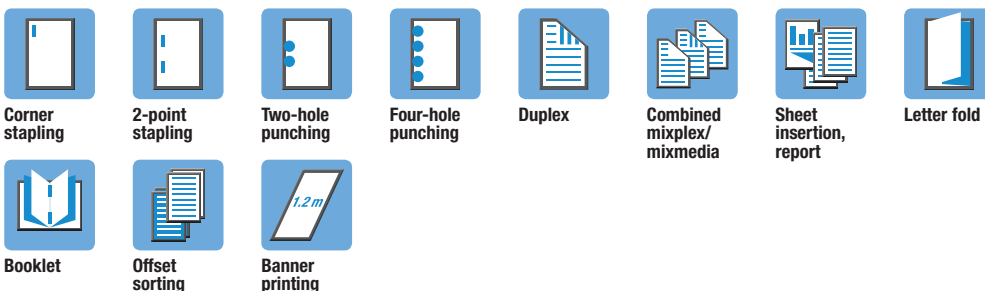 Corner
stapling
2-point
stapling
Two-hole
punching
Four-hole
punching
Duplex
Combined
mixplex/
mixmedia
Sheet
insertion,
report
Letter fold
1.2 m
Booklet
Offset
sorting
Banner
printing